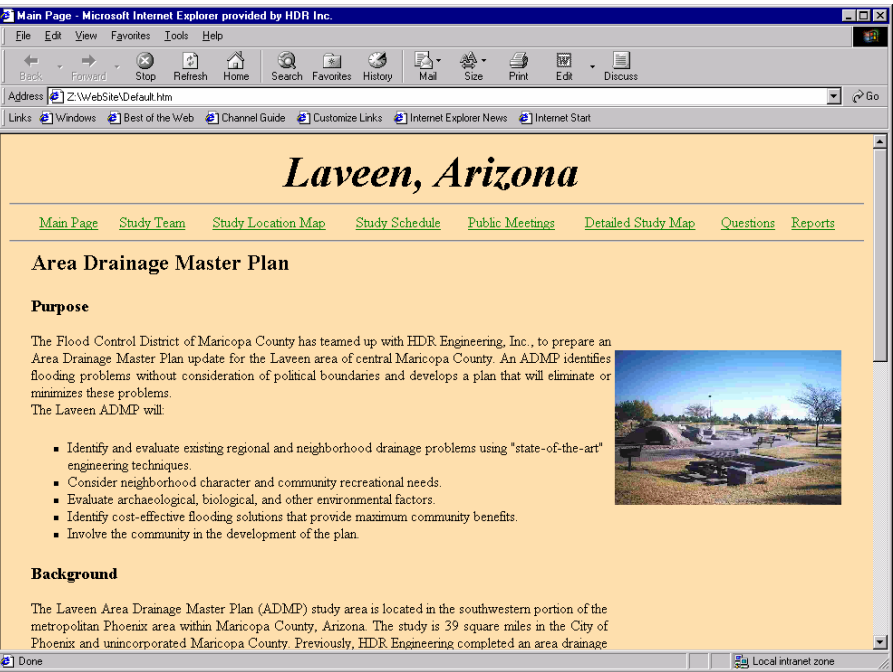 Main Page - Microsoft Internet Explorer provided by HDR Inc.
File Edit View Favorites Tools Help
Back Forward Stop Refresh Home Search Favorites History Mail Size Print Edit Discuss
Address Z:\WebSite\Default.htm Go
Links Windows Best of the Web Channel Guide Customize Links Internet Explorer News Internet Start
Laveen, Arizona
Main Page Study Team Study Location Map Study Schedule Public Meetings Detailed Study Map Questions Reports
Area Drainage Master Plan
Purpose
The Flood Control District of Maricopa County has teamed up with HDR Engineering, Inc., to prepare an
Area Drainage Master Plan update for the Laveen area of central Maricopa County. An ADMP identifies
flooding problems without consideration of political boundaries and develops a plan that will eliminate or
minimizes these problems.
The Laveen ADMP will:
Identify and evaluate existing regional and neighborhood drainage problems using "state-of-the-art"
engineering techniques.
Consider neighborhood character and community recreational needs.
Evaluate archaeological, biological, and other environmental factors.
Identify cost-effective flooding solutions that provide maximum community benefits.
Involve the community in the development of the plan.
Background
The Laveen Area Drainage Master Plan (ADMP) study area is located in the southwestern portion of the
metropolitan Phoenix area within Maricopa County, Arizona. The study is 39 square miles in the City of
Phoenix and unincorporated Maricopa County. Previously, HDR Engineering completed an area drainage
Done Local intranet zone